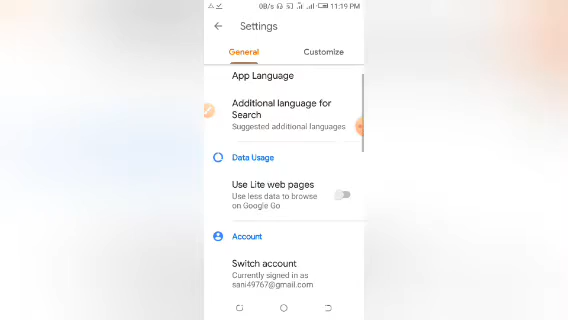 0B/s 11:19 PM
Settings
General
Customize
App Language
Additional language for
Search
Suggested additional languages
Data Usage
Use Lite web pages
Use less data to browse
on Google Go
Account
Switch account
Currently signed in as
sani49767@gmail.com